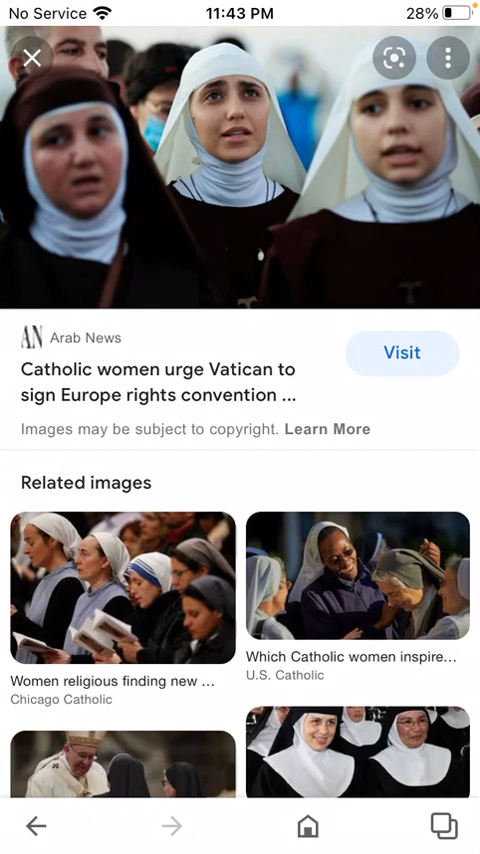 No Service 11:43 PM 28%
AN Arab News
Catholic women urge Vatican to
sign Europe rights convention ...
Visit
Images may be subject to copyright. Learn More
Related images
Women religious finding new ...
Chicago Catholic
Which Catholic women inspire...
U.S. Catholic